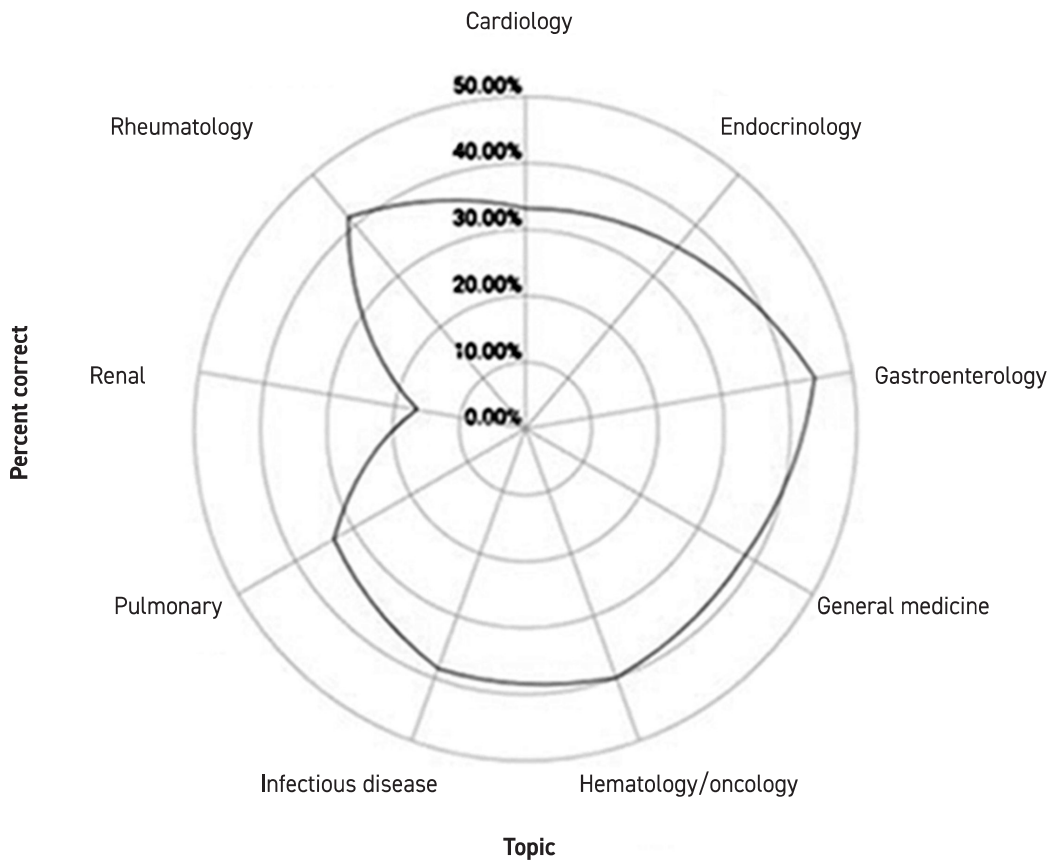 Cardiology
50.00%
Rheumatology
Endocrinology
40.00%
30.00%
20.00%
10.00%
0.00%
Percent correct
Renal
Gastroenterology
Pulmonary
General medicine
Infectious disease
Hematology/oncology
Topic